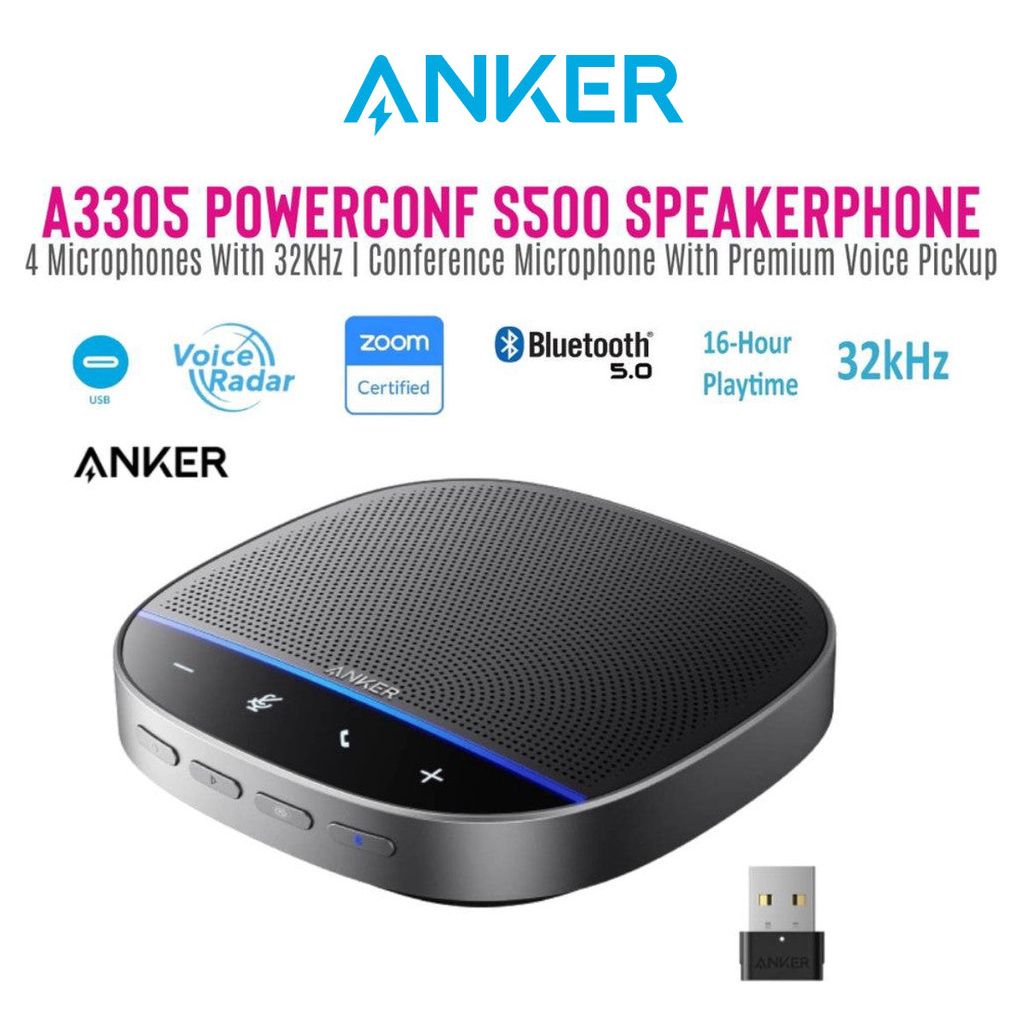 ANKER
A3305 POWERCONF S500 SPEAKERPHONE
4 Microphones With 32KHz | Conference Microphone With Premium Voice Pickup
USB
Voice
Radar
zoom
Certified
Bluetooth®
5.0
16-Hour
Playtime
32kHz
ANKER
ANKER
ANKER